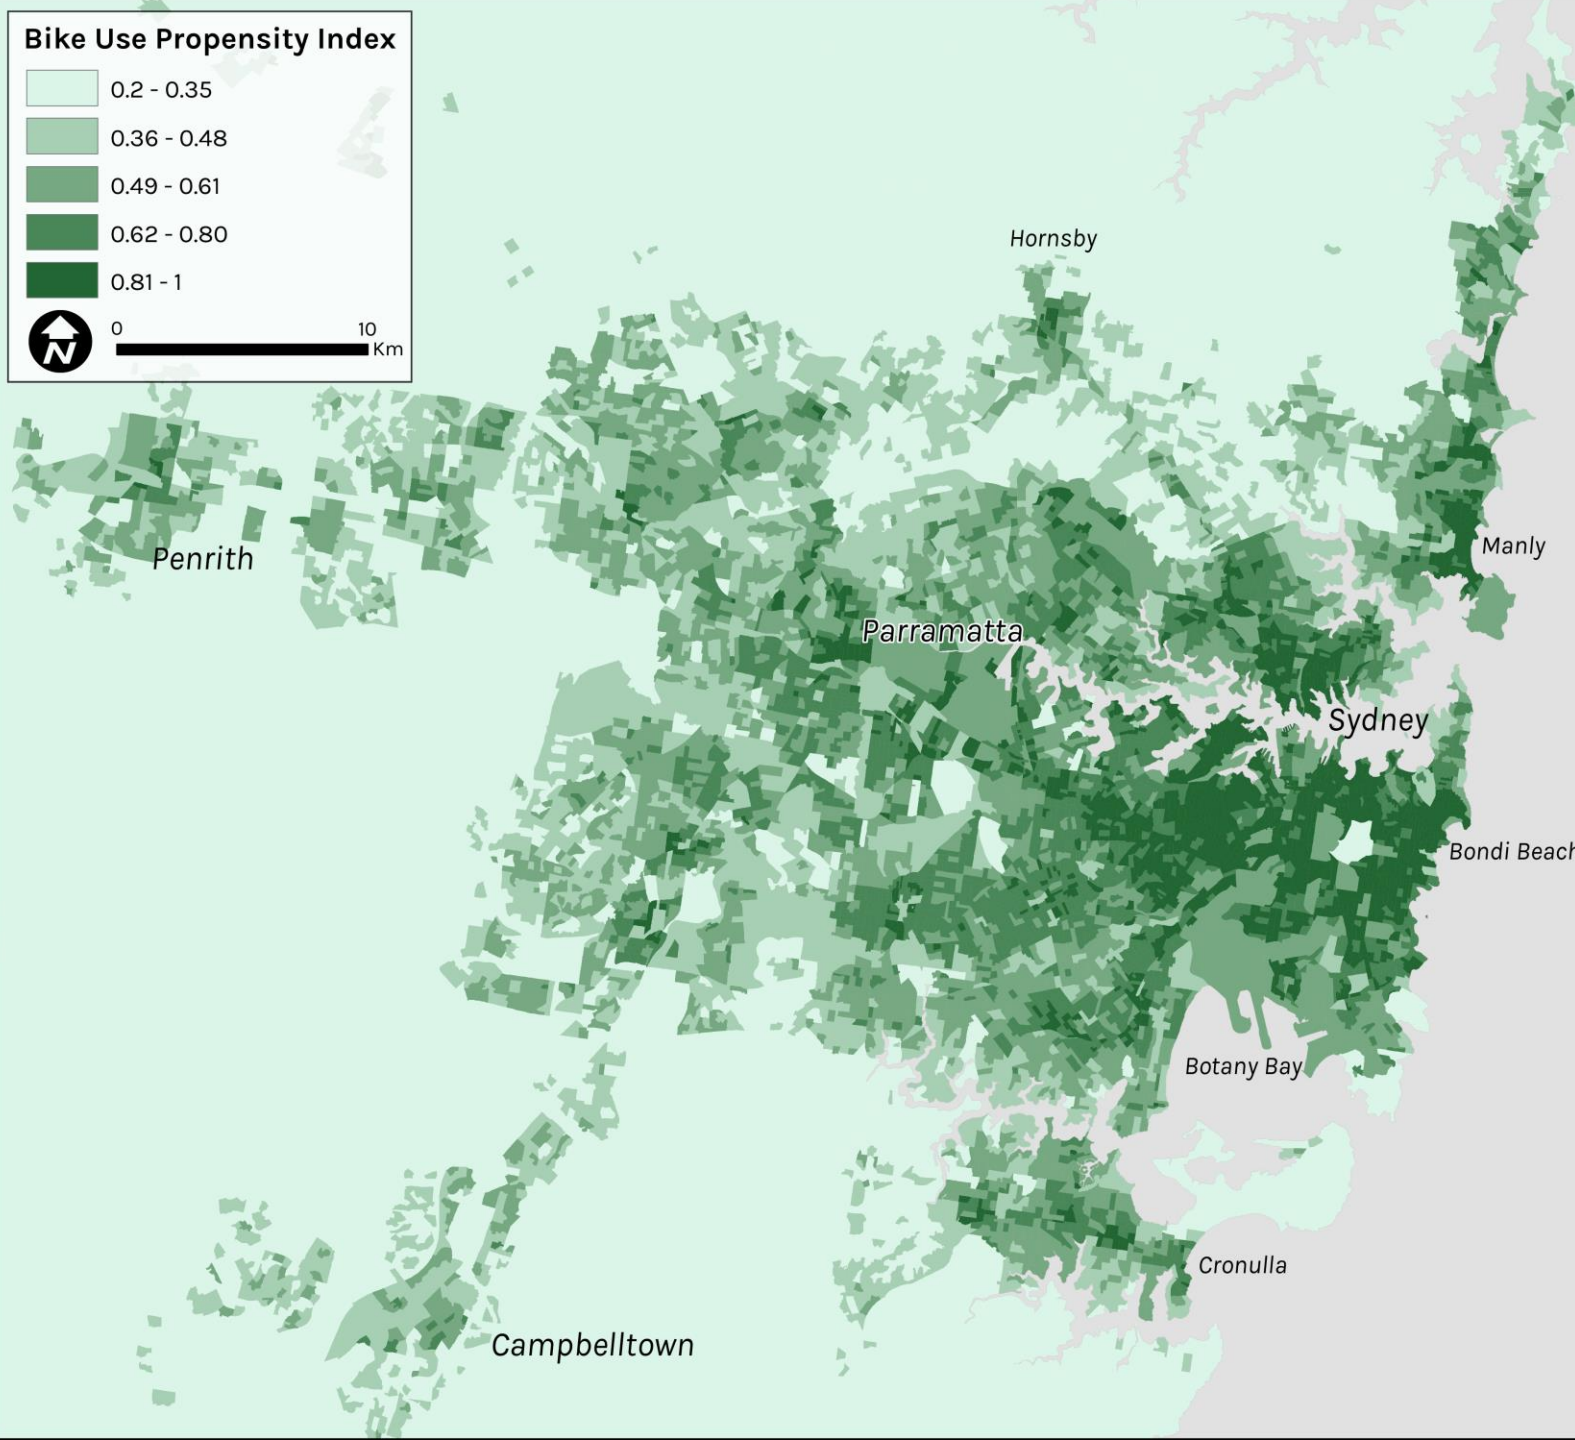 Bike Use Propensity Index
0.2 - 0.35
0.36 - 0.48
0.49 - 0.61
0.62 - 0.80
0.81 - 1
N
0 10
Km
Hornsby
Penrith
Manly
Parramatta
Sydney
Bondi Beach
Botany Bay
Cronulla
Campbelltown